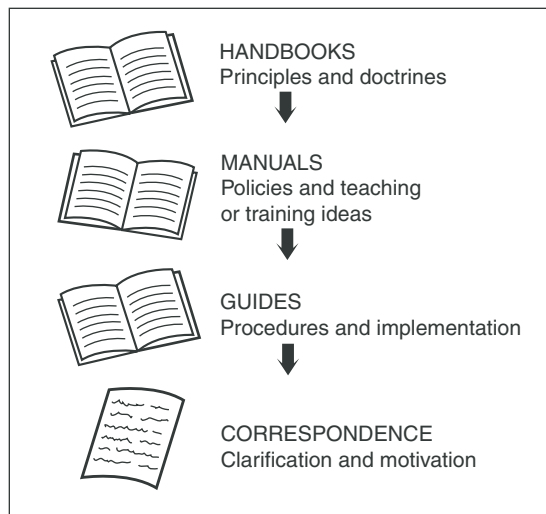 HANDBOOKS
Principles and doctrines
MANUALS
Policies and teaching
or training ideas
GUIDES
Procedures and implementation
CORRESPONDENCE
Clarification and motivation